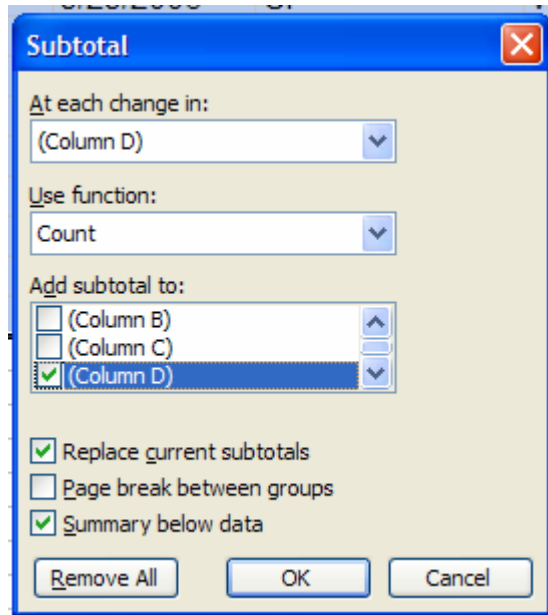 Subtotal
At each change in:
(Column D)
Use function:
Count
Add subtotal to:
(Column B)
(Column C)
(Column D)
Replace current subtotals
Page break between groups
Summary below data
Remove All
OK
Cancel